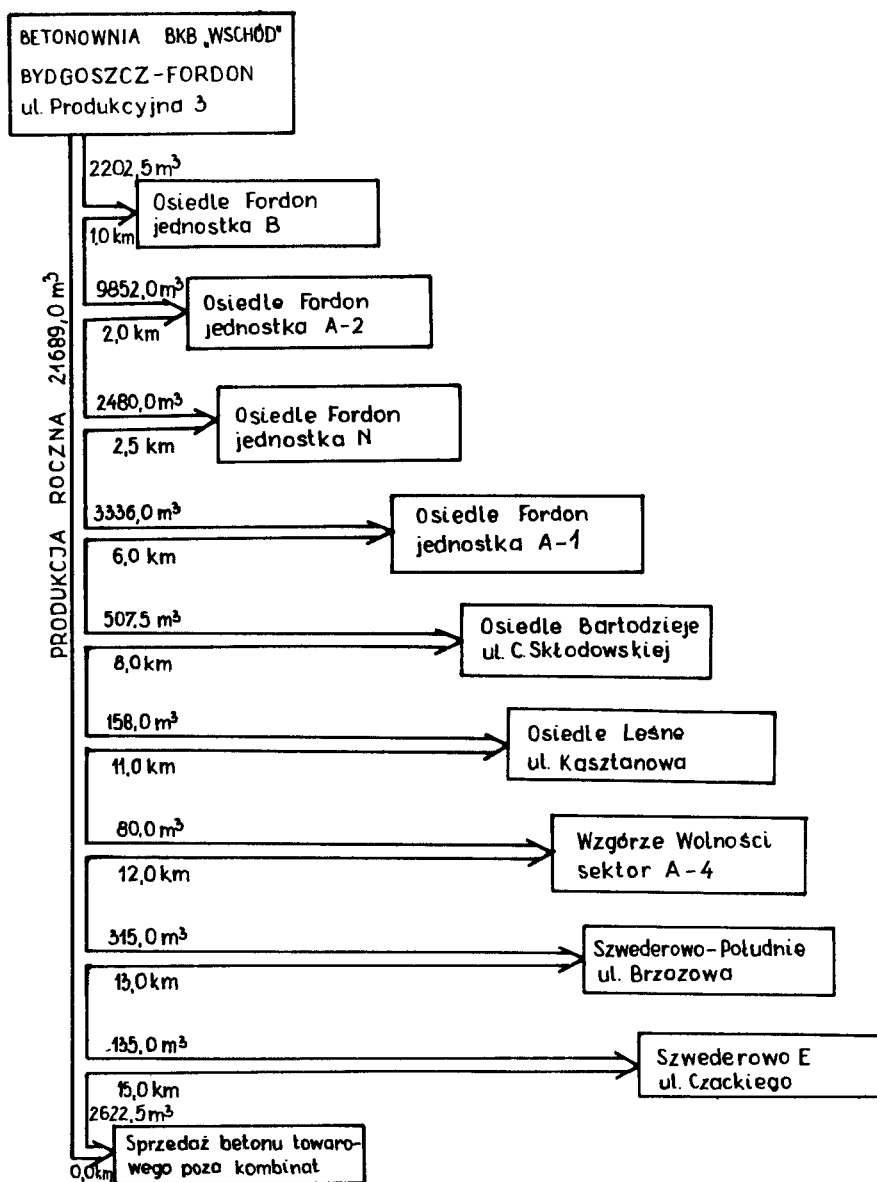 BETONOWNIA BKB „WSCHÓD"
BYDGOSZCZ-FORDON
ul. Produkcyjna 3
PRODUKCJA ROCZNA 21689,0 m³
2202,5 m³
1,0 km
Osiedle Fordon
jednostka B
9852,0 m³
2,0 km
Osiedle Fordon
jednostka A-2
2480,0 m³
2,5 km
Osiedle Fordon
jednostka N
3336,0 m³
6,0 km
Osiedle Fordon
jednostka A-1
507,5 m³
8,0 km
Osiedle Bartodzieje
ul. C. Skłodowskiej
158,0 m³
11,0 km
Osiedle Leśne
ul. Kasztanowa
80,0 m³
12,0 km
Wzgórze Wolności
sektor A-4
315,0 m³
13,0 km
Szwederowo-Południe
ul. Brzozowa
135,0 m³
15,0 km
Szwederowo E
ul. Czackiego
2622,5 m³
0,0 km
Sprzedaż betonu towaro-
wego poza kombinat